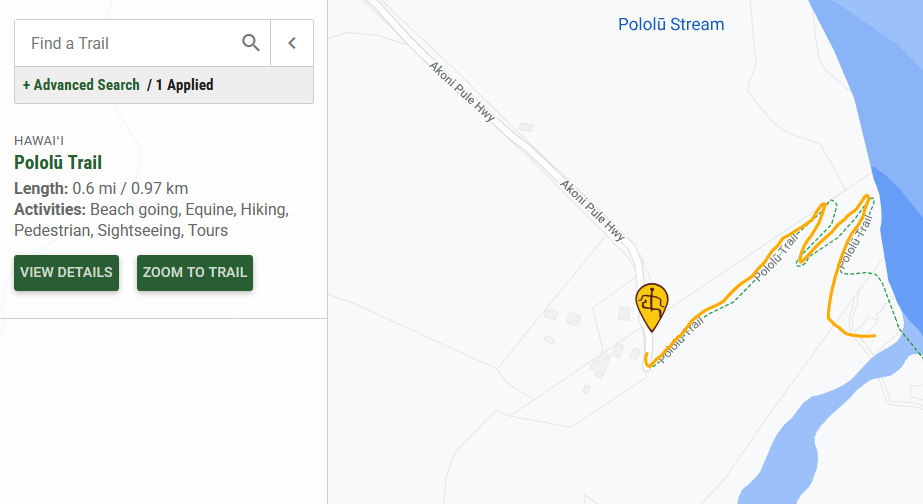 Find a Trail
+ Advanced Search / 1 Applied
HAWAIʻI
Pololū Trail
Length: 0.6 mi / 0.97 km
Activities: Beach going, Equine, Hiking,
Pedestrian, Sightseeing, Tours
VIEW DETAILS
ZOOM TO TRAIL
Pololū Stream
Akoni Pule Hwy
Akoni Pule Hwy
Pololū-Trail
Pololū-Trail
Pololū-Trail